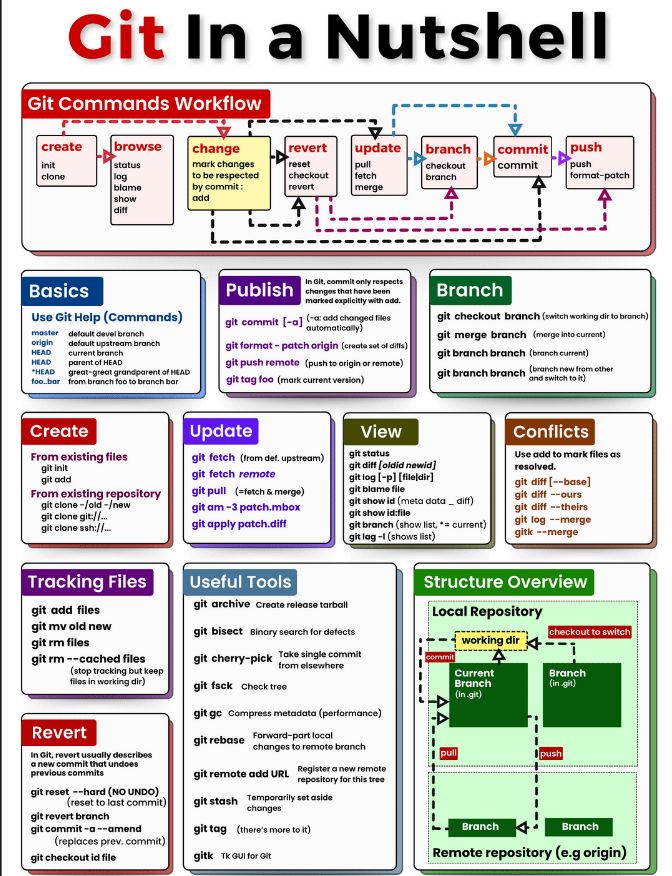 Git In a Nutshell
Git Commands Workflow
create
init
clone
browse
status
log
blame
show
diff
change
mark changes
to be respected
by commit :
add
revert
reset
checkout
revert
update
pull
fetch
merge
branch
checkout
branch
commit
commit
push
push
format-patch
Basics
Use Git Help (Commands)
master default devel branch
origin default upstream branch
HEAD current branch
HEAD parent of HEAD
*HEAD great-great grandparent of HEAD
foo..bar from branch foo to branch bar
Publish
In Git, commit only respects
changes that have been
marked explicitly with add.
git commit [-a] (-a: add changed files
automatically)
git format - patch origin (create set of diffs)
git push remote (push to origin or remote)
git tag foo (mark current version)
Branch
git checkout branch (switch working dir to branch)
git merge branch (merge into current)
git branch branch (branch current)
git branch branch (branch new from other
and switch to it)
Create
From existing files
git init
git add
From existing repository
git clone ~/old ~/new
git clone git://...
git clone ssh://...
Update
git fetch (from def. upstream)
git fetch remote
git pull (=fetch & merge)
git am -3 patch.mbox
git apply patch.diff
View
git status
git diff [oldid newid]
git log [-p] [file|dir]
git blame file
git show id (meta data _ diff)
git show id:file
git branch (show list, *= current)
git lag -l (shows list)
Conflicts
Use add to mark files as
resolved.
git diff [--base]
git diff --ours
git diff --theirs
git log --merge
gitk --merge
Tracking Files
git add files
git mv old new
git rm files
git rm --cached files
(stop tracking but keep
files in working dir)
Revert
In Git, revert usually describes
a new commit that undoes
previous commits
git reset --hard (NO UNDO)
(reset to last commit)
git revert branch
git commit -a --amend
(replaces prev. commit)
git checkout id file
Useful Tools
git archive Create release tarball
git bisect Binary search for defects
git cherry-pick Take single commit
from elsewhere
git fsck Check tree
git gc Compress metadata (performance)
git rebase Forward-part local
changes to remote branch
git remote add URL Register a new remote
repository for this tree
git stash Temporarily set aside
changes
git tag (there's more to it)
gitk Tk GUI for Git
Structure Overview
Local Repository
working dir
checkout to switch
commit
Current
Branch
(in .git)
Branch
(in .git)
pull
push
Branch
Branch
Remote repository (e.g origin)